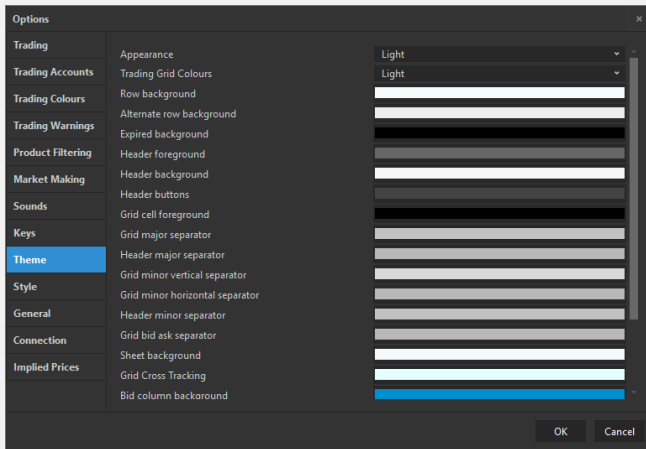 Options
Trading
Trading Accounts
Trading Colours
Trading Warnings
Product Filtering
Market Making
Sounds
Keys
Theme
Style
General
Connection
Implied Prices
Appearance Light
Trading Grid Colours Light
Row background
Alternate row background
Expired background
Header foreground
Header background
Header buttons
Grid cell foreground
Grid major separator
Header major separator
Grid minor vertical separator
Grid minor horizontal separator
Header minor separator
Grid bid ask separator
Sheet background
Grid Cross Tracking
Bid column background
OK Cancel